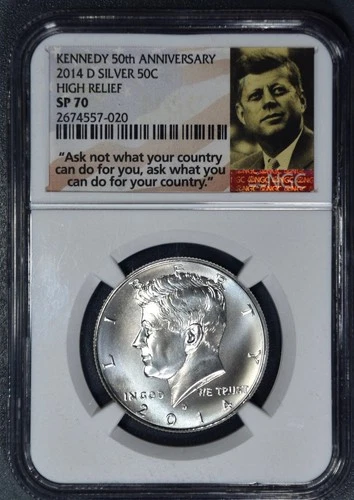 KENNEDY 50th ANNIVERSARY
2014 D SILVER 50C
HIGH RELIEF
SP 70
2674557-020
"Ask not what your country
can do for you, ask what you
can do for your country."
NGC
LIBERTY
IN GOD WE TRUST
D
2014